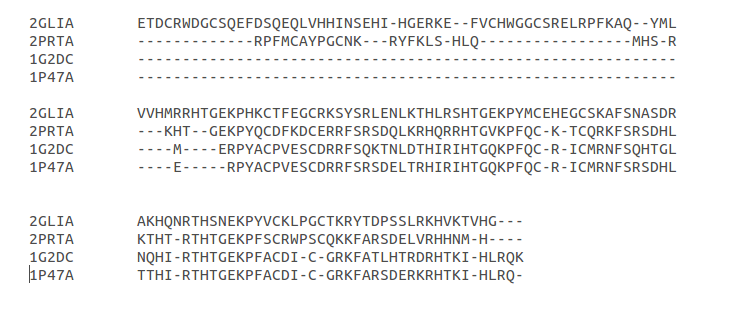 2GLIA ETDCRWDGCSQEFDSQEQLVHHINSEHI-HGERKE--FVCHWGGCSRELRPFKAQ--YML
2PRTA -------------RPFMCAYPGCNK---RYFKLS-HLQ-----------------MHS-R
1G2DC ------------------------------------------------------------
1P47A ------------------------------------------------------------
2GLIA VVHMRRHTGEKPHKCTFEGCRKSYSRLENLKTHLRSHTGEKPYMCEHEGCSKAFSNASDR
2PRTA ---KHT--GEKPYQCDFKDCERRFSRSDQLKRHQRRHTGVKPFQC-K-TCQRKFSRSDHL
1G2DC ----M----ERPYACPVESCDRRFSQKTNLDTHIRIHTGQKPFQC-R-ICMRNFSQHTGL
1P47A ----E-----RPYACPVESCDRRFSRSDELTRHIRIHTGQKPFQC-R-ICMRNFSRSDHL
2GLIA AKHQNRTHSNEKPYVCKLPGCTKRYTDPSSLRKHVKTVHG---
2PRTA KTHT-RTHTGEKPFSCRWPSCQKKFARSDELVRHHNM-H----
1G2DC NQHI-RTHTGEKPFACDI-C-GRKFATLHTRDRHTKI-HLRQK
1P47A TTHI-RTHTGEKPFACDI-C-GRKFARSDERKRHTKI-HLRQ-